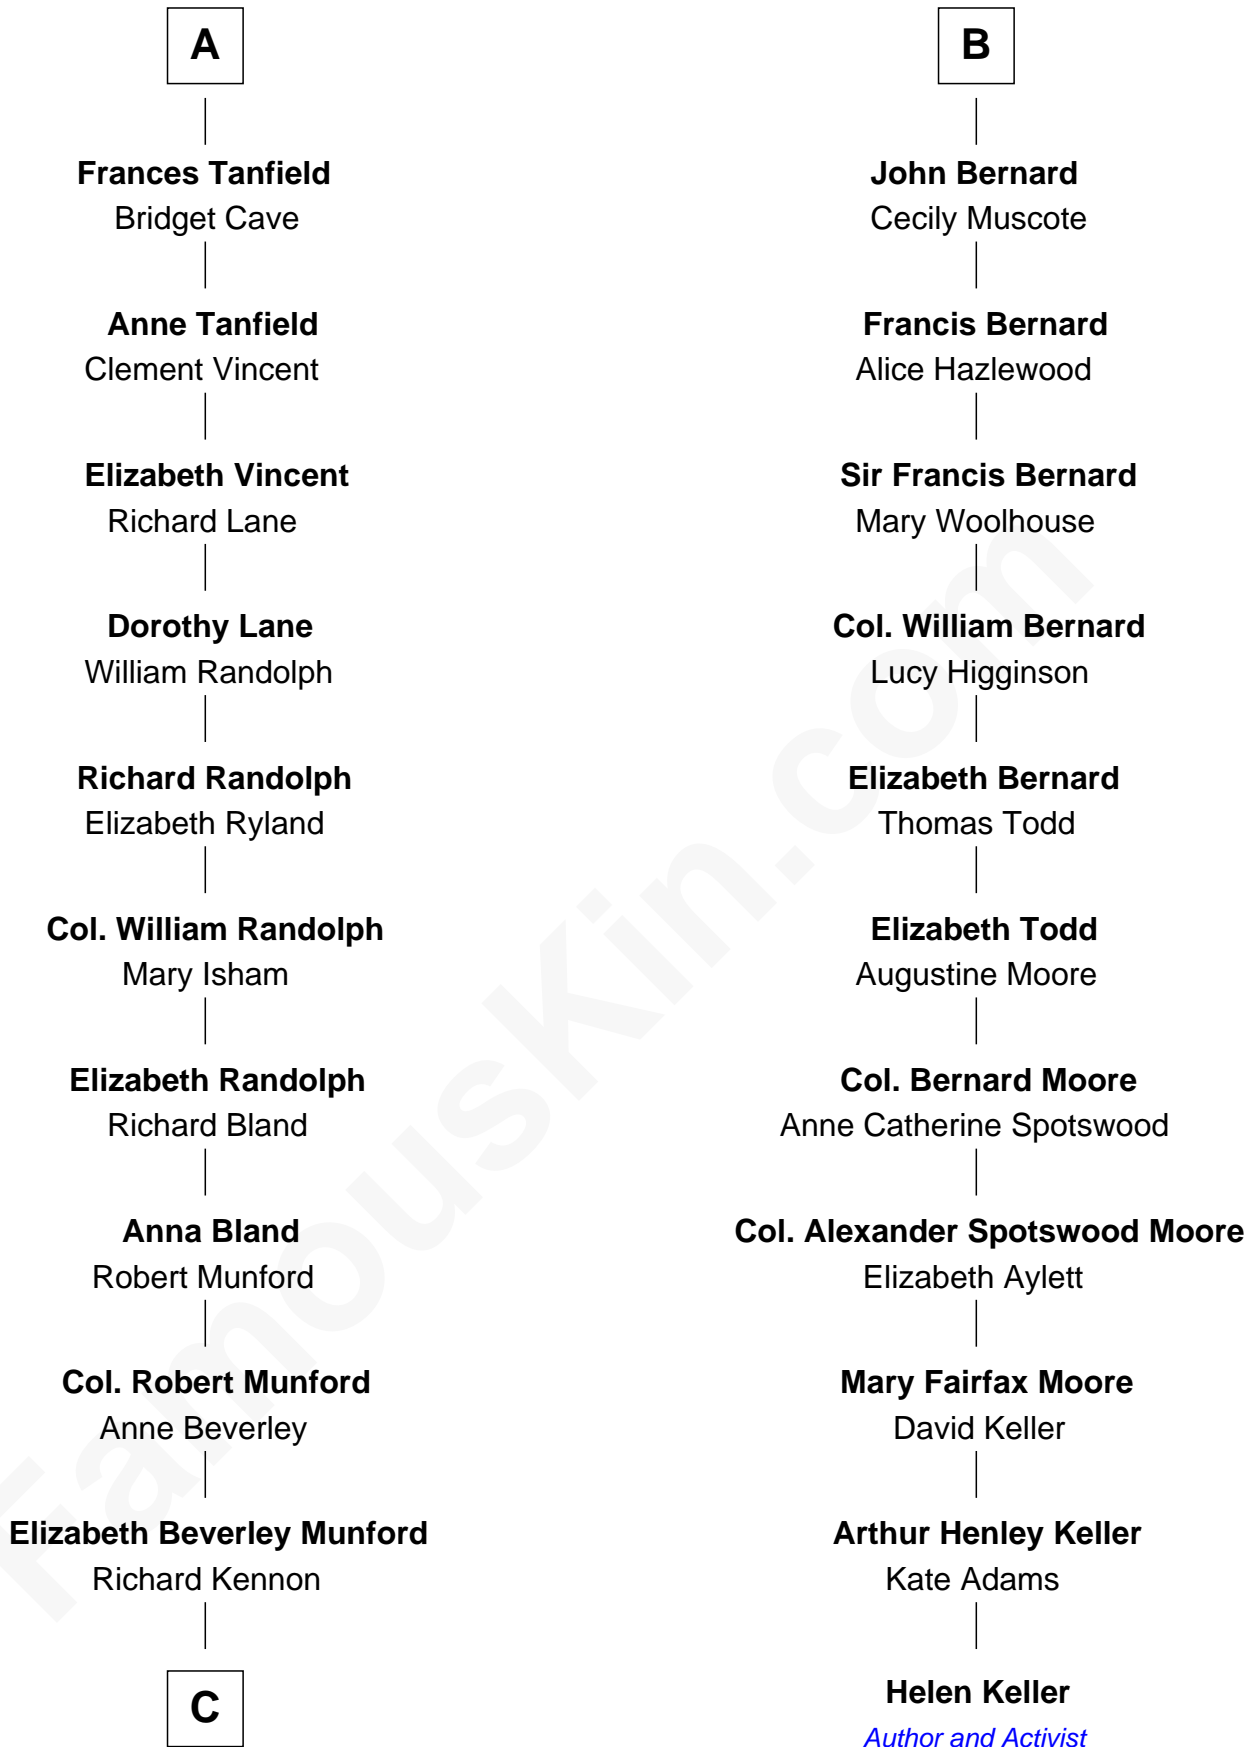 A
Frances Tanfield
Bridget Cave
Anne Tanfield
Clement Vincent
Elizabeth Vincent
Richard Lane
Dorothy Lane
William Randolph
Richard Randolph
Elizabeth Ryland
Col. William Randolph
Mary Isham
Elizabeth Randolph
Richard Bland
Anna Bland
Robert Munford
Col. Robert Munford
Anne Beverley
Elizabeth Beverley Munford
Richard Kennon
C
B
John Bernard
Cecily Muscote
Francis Bernard
Alice Hazlewood
Sir Francis Bernard
Mary Woolhouse
Col. William Bernard
Lucy Higginson
Elizabeth Bernard
Thomas Todd
Elizabeth Todd
Augustine Moore
Col. Bernard Moore
Anne Catherine Spotswood
Col. Alexander Spotswood Moore
Elizabeth Aylett
Mary Fairfax Moore
David Keller
Arthur Henley Keller
Kate Adams
Helen Keller
Author and Activist
FamousKin.com